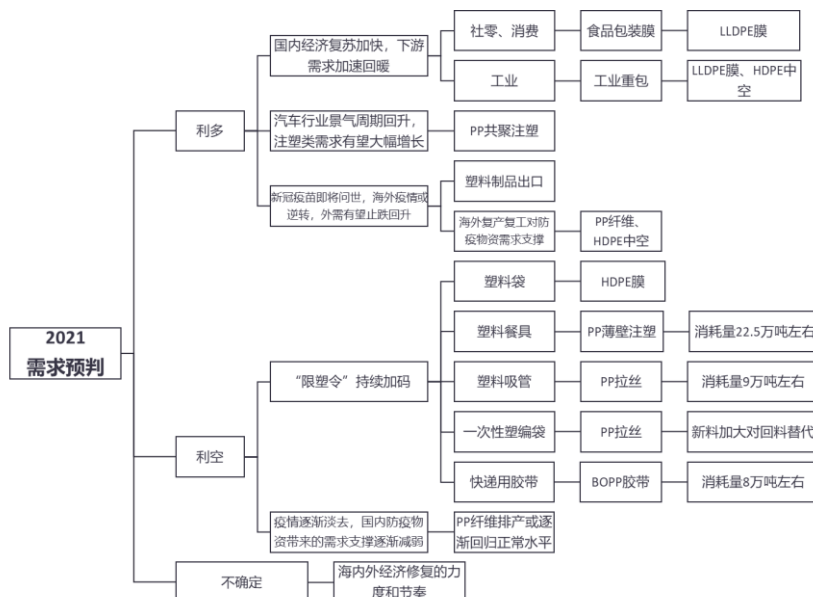 2021
需求预判
利多
国内经济复苏加快，下游
需求加速回暖
社零、消费
食品包装膜
LLDPE膜
工业
工业重包
LLDPE膜、HDPE中
空
汽车行业景气周期回升，
注塑类需求有望大幅增长
PP共聚注塑
新冠疫苗即将问世，海外疫情或
逆转，外需有望止跌回升
塑料制品出口
海外复产复工对防
疫物资需求支撑
PP纤维、
HDPE中空
利空
“限塑令”持续加码
塑料袋
HDPE膜
塑料餐具
PP薄壁注塑
消耗量22.5万吨左右
塑料吸管
PP拉丝
消耗量9万吨左右
一次性塑编袋
PP拉丝
新料加大对回料替代
快递用胶带
BOPP胶带
消耗量8万吨左右
疫情逐渐淡去，国内防疫物
资带来的需求支撑逐渐减弱
PP纤维排产或逐
渐回归正常水平
不确定
海内外经济修复的力
度和节奏